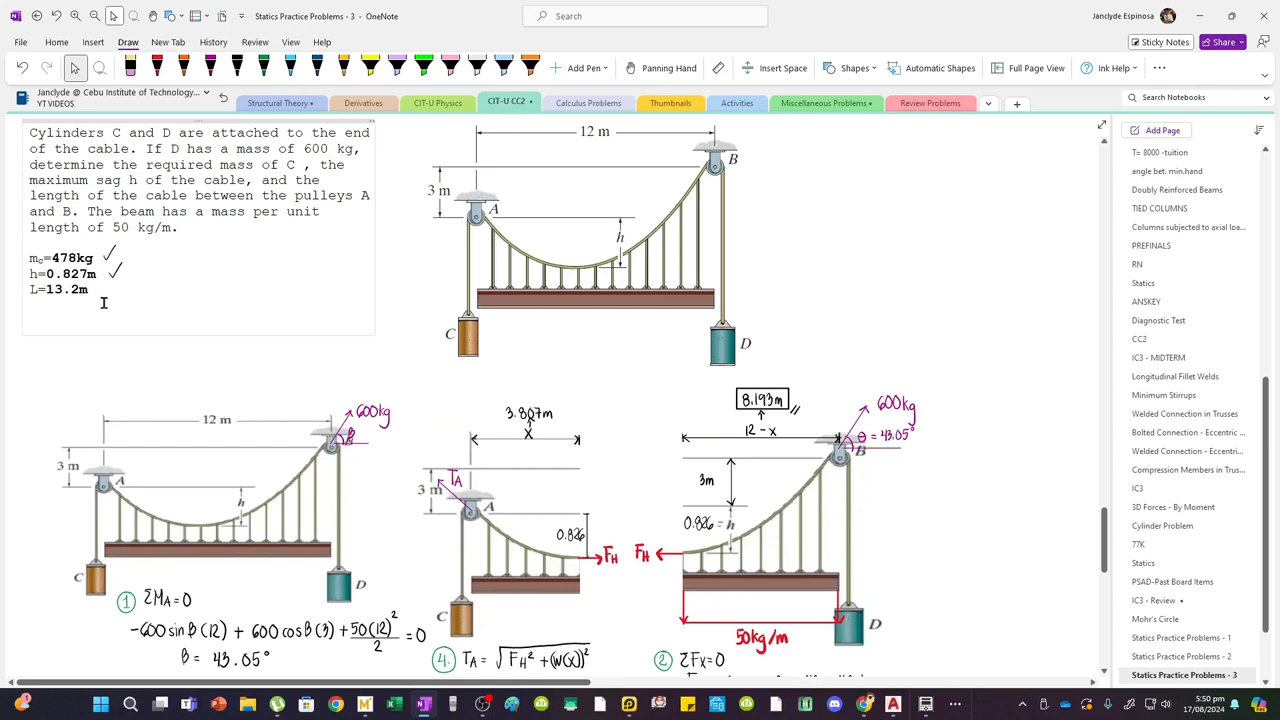 Statics Practice Problems - 3 - OneNote
Search
Janclyde Espinosa
File Home Insert Draw New Tab History Review View Help
Sticky Notes
Share
Add Pen
Panning Hand
Insert Space
Shapes
Automatic Shapes
Full Page View
Ink Help
Janclyde @ Cebu Institute of Technology...
YT VIDEOS
Structural Theory
Derivatives
CIT-U Physics
CIT-U CC2
Calculus Problems
Thumbnails
Activities
Miscellaneous Problems
Review Problems
Search Notebooks
Add Page
Cylinders C and D are attached to the end
of the cable. If D has a mass of 600 kg,
determine the required mass of C , the
maximum sag h of the cable, and the
length of the cable between the pulleys A
and B. The beam has a mass per unit
length of 50 kg/m.
mc=478kg ✓
h=0.827m ✓
L=13.2m
12 m
B
3 m
A
h
C
D
12 m
600kg
β
3 m
A
h
C
D
① ΣMA=0
-600 sin β (12) + 600 cos β (3) + 50(12)²/2 = 0
β = 43.05°
3.807m
x
TA
3 m
A
0.826
FH
C
④ TA = √FH² + (w(x))²
8.193m
12 - x
600kg
θ = 43.05°
B
3m
0.826 = h
FH
50kg/m
D
② ΣFx=0
T= 8000 -tuition
angle bet. min.hand
Doubly Reinforced Beams
TIED COLUMNS
Columns subjected to axial loa...
PREFINALS
RN
Statics
ANSKEY
Diagnostic Test
CC2
IC3 - MIDTERM
Longitudinal Fillet Welds
Minimum Stirrups
Welded Connection in Trusses
Bolted Connection - Eccentric ...
Welded Connection - Eccentri...
Compression Members in Trus...
IC3
3D Forces - By Moment
Cylinder Problem
77K
Statics
PSAD-Past Board Items
IC3 - Review
Mohr's Circle
Statics Practice Problems - 1
Statics Practice Problems - 2
Statics Practice Problems - 3
5:50 pm
17/08/2024